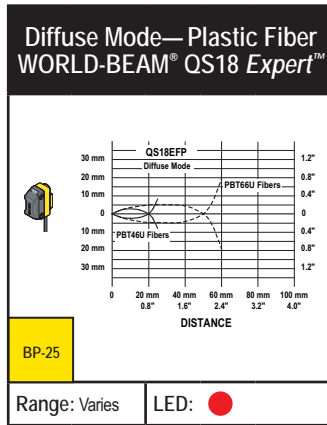 Diffuse Mode—Plastic Fiber
WORLD-BEAM® QS18 Expert™
QS18EFP
Diffuse Mode
PBT66U Fibers
PBT46U Fibers
30 mm
20 mm
10 mm
0
10 mm
20 mm
30 mm
1.2"
0.8"
0.4"
0
0.4"
0.8"
1.2"
0 20 mm 40 mm 60 mm 80 mm 100 mm
0.8" 1.6" 2.4" 3.2" 4.0"
DISTANCE
BP-25
Range: Varies
LED: